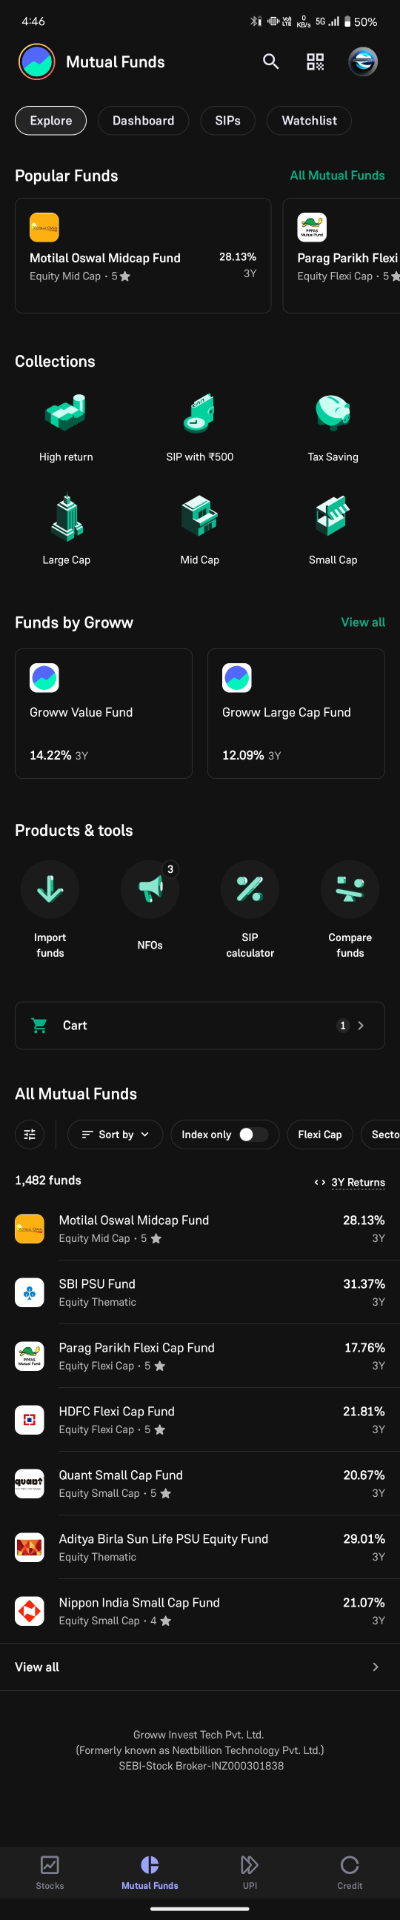 4:46
0 KB/s 5G 50%
Mutual Funds
Explore Dashboard SIPs Watchlist
Popular Funds All Mutual Funds
Motilal Oswal Midcap Fund 28.13% Parag Parikh Flexi
Equity Mid Cap • 5 3Y Equity Flexi Cap • 5
Collections
High return SIP with ₹500 Tax Saving
Large Cap Mid Cap Small Cap
Funds by Groww View all
Groww Value Fund Groww Large Cap Fund
14.22% 3Y 12.09% 3Y
Products & tools
3
Import funds NFOs SIP calculator Compare funds
Cart 1
All Mutual Funds
Sort by Index only Flexi Cap Secto
1,482 funds 3Y Returns
Motilal Oswal Midcap Fund 28.13%
Equity Mid Cap • 5 3Y
SBI PSU Fund 31.37%
Equity Thematic 3Y
Parag Parikh Flexi Cap Fund 17.76%
Equity Flexi Cap • 5 3Y
HDFC Flexi Cap Fund 21.81%
Equity Flexi Cap • 5 3Y
quant
Quant Small Cap Fund 20.67%
Equity Small Cap • 5 3Y
Aditya Birla Sun Life PSU Equity Fund 29.01%
Equity Thematic 3Y
Nippon India Small Cap Fund 21.07%
Equity Small Cap • 4 3Y
View all
Groww Invest Tech Pvt. Ltd.
(Formerly known as Nextbillion Technology Pvt. Ltd.)
SEBI-Stock Broker-INZ000301838
Stocks Mutual Funds UPI Credit